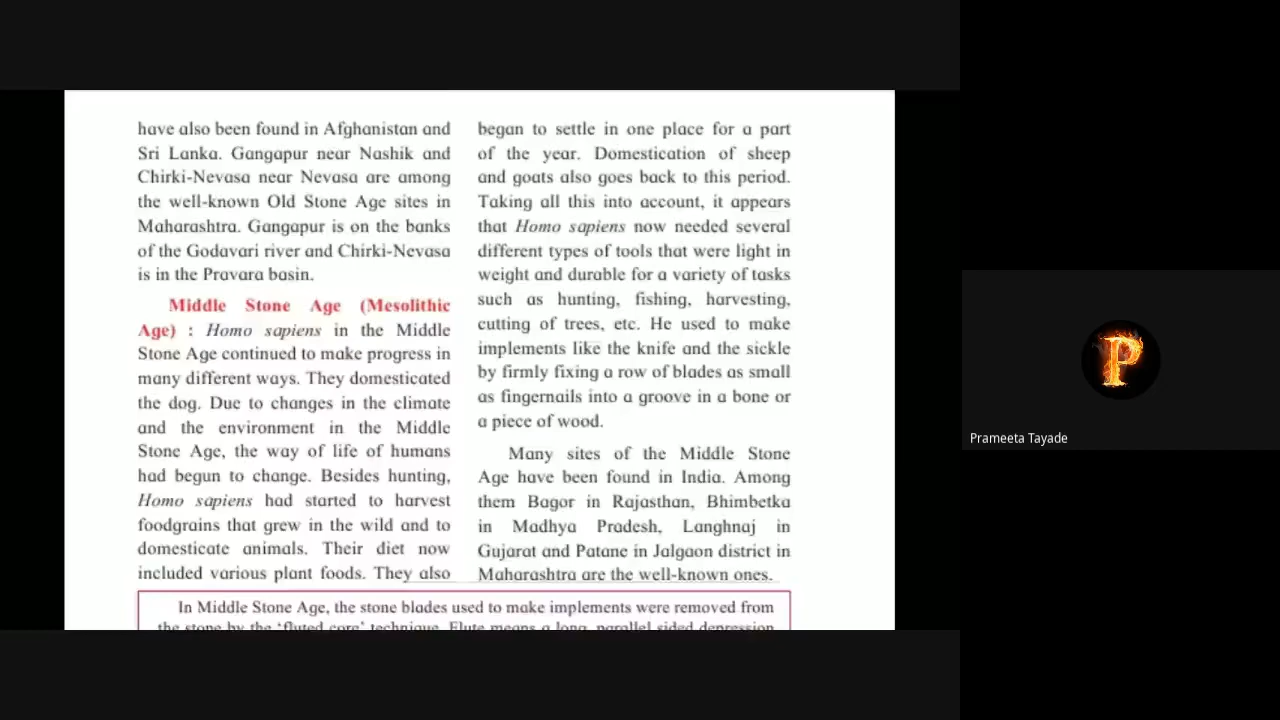 have also been found in Afghanistan and
Sri Lanka. Gangapur near Nashik and
Chirki-Nevasa near Nevasa are among
the well-known Old Stone Age sites in
Maharashtra. Gangapur is on the banks
of the Godavari river and Chirki-Nevasa
is in the Pravara basin.
Middle Stone Age (Mesolithic
Age) : Homo sapiens in the Middle
Stone Age continued to make progress in
many different ways. They domesticated
the dog. Due to changes in the climate
and the environment in the Middle
Stone Age, the way of life of humans
had begun to change. Besides hunting,
Homo sapiens had started to harvest
foodgrains that grew in the wild and to
domesticate animals. Their diet now
included various plant foods. They also
began to settle in one place for a part
of the year. Domestication of sheep
and goats also goes back to this period.
Taking all this into account, it appears
that Homo sapiens now needed several
different types of tools that were light in
weight and durable for a variety of tasks
such as hunting, fishing, harvesting,
cutting of trees, etc. He used to make
implements like the knife and the sickle
by firmly fixing a row of blades as small
as fingernails into a groove in a bone or
a piece of wood.
Many sites of the Middle Stone
Age have been found in India. Among
them Bagor in Rajasthan, Bhimbetka
in Madhya Pradesh, Langhnaj in
Gujarat and Patane in Jalgaon district in
Maharashtra are the well-known ones.
In Middle Stone Age, the stone blades used to make implements were removed from
the stone by the 'fluted core' technique. Flute means a long, parallel sided depression
P
Prameeta Tayade